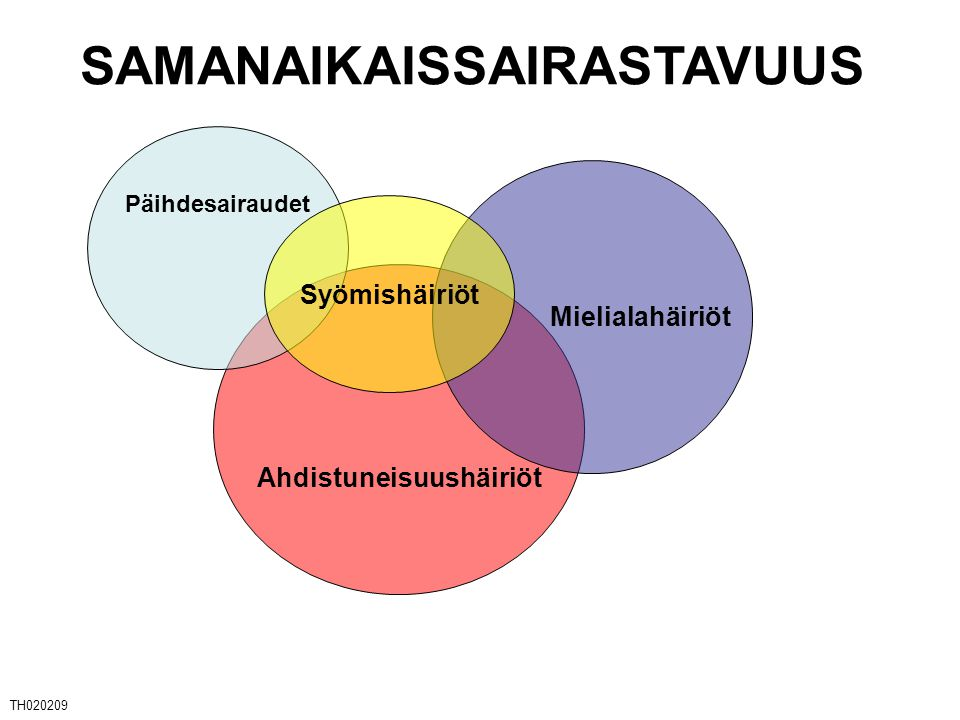 SAMANAIKAISSAIRASTAVUUS
Päihdesairaudet
Syömishäiriöt
Mielialahäiriöt
Ahdistuneisuushäiriöt
TH020209